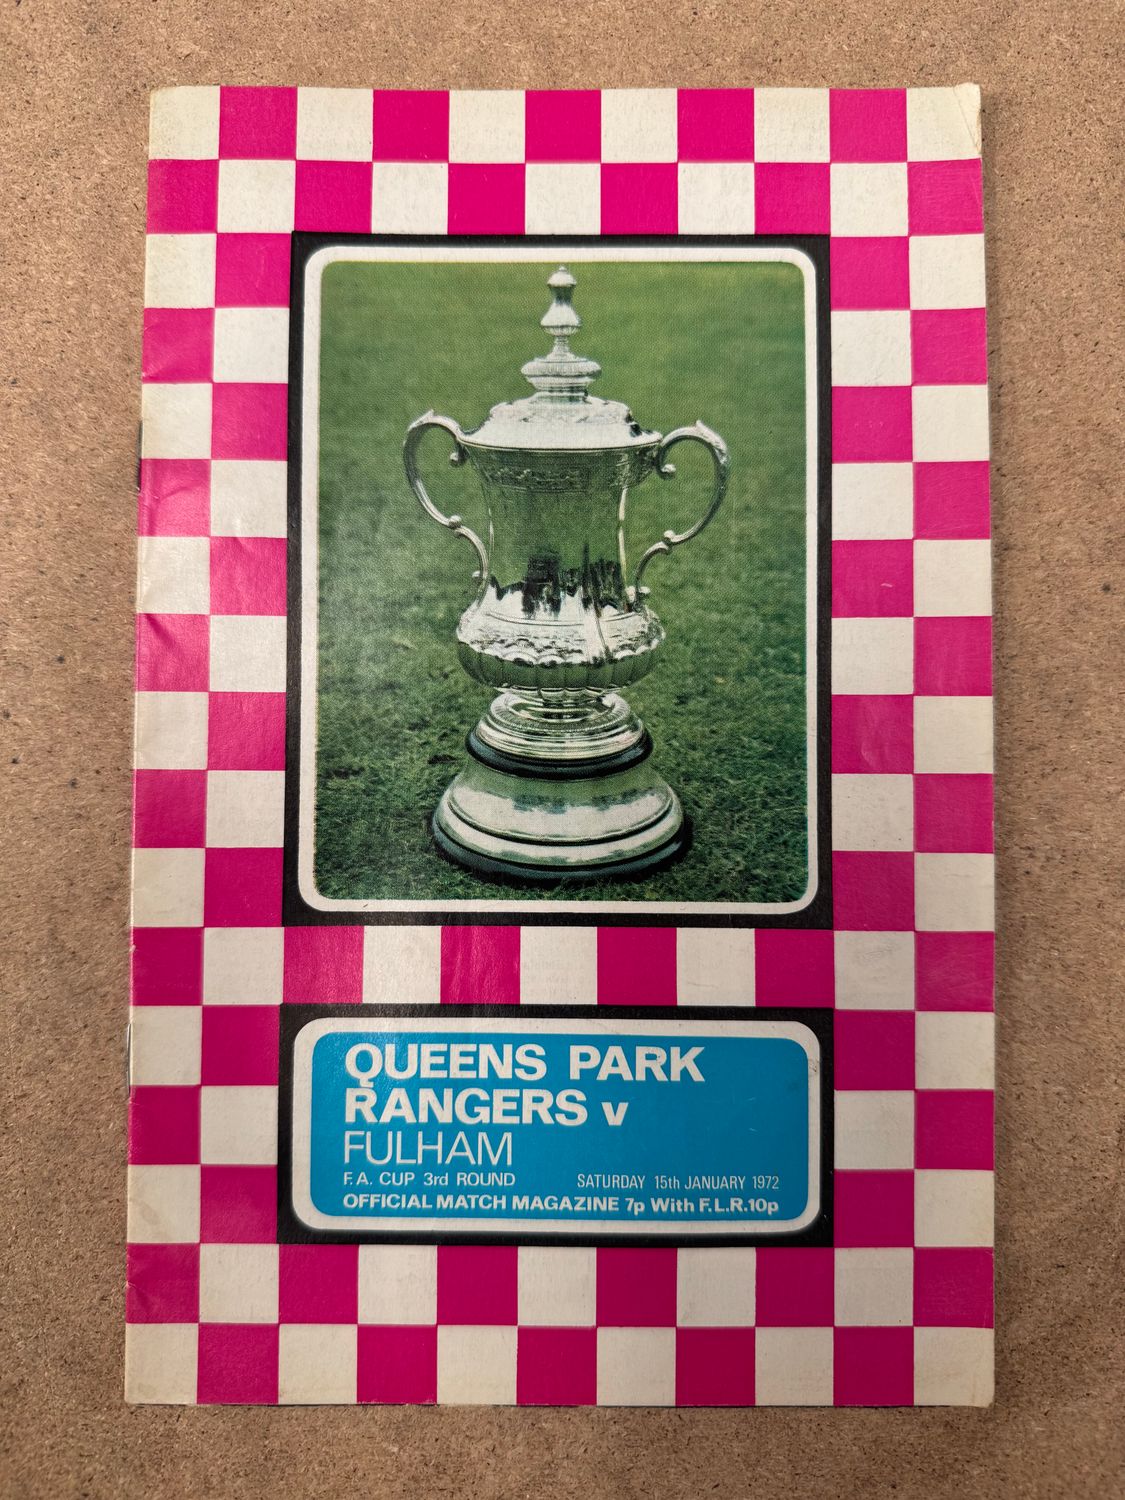 QUEENS PARK
RANGERS v
FULHAM
F.A. CUP 3rd ROUND SATURDAY 15th JANUARY 1972
OFFICIAL MATCH MAGAZINE 7p With F.L.R.10p